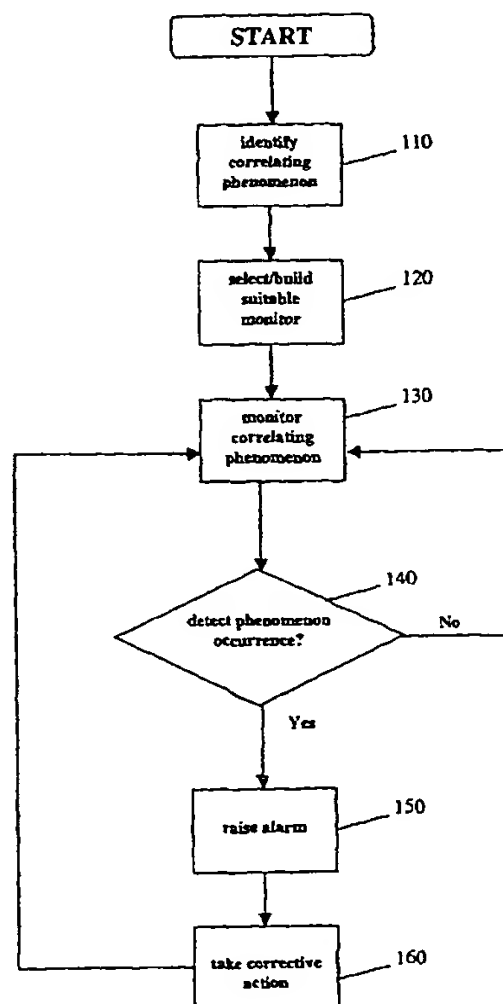 START
identify
correlating
phenomenon
110
select/build
suitable
monitor
120
monitor
correlating
phenomenon
130
detect phenomenon
occurrence?
140
No
Yes
raise alarm
150
take corrective
action
160